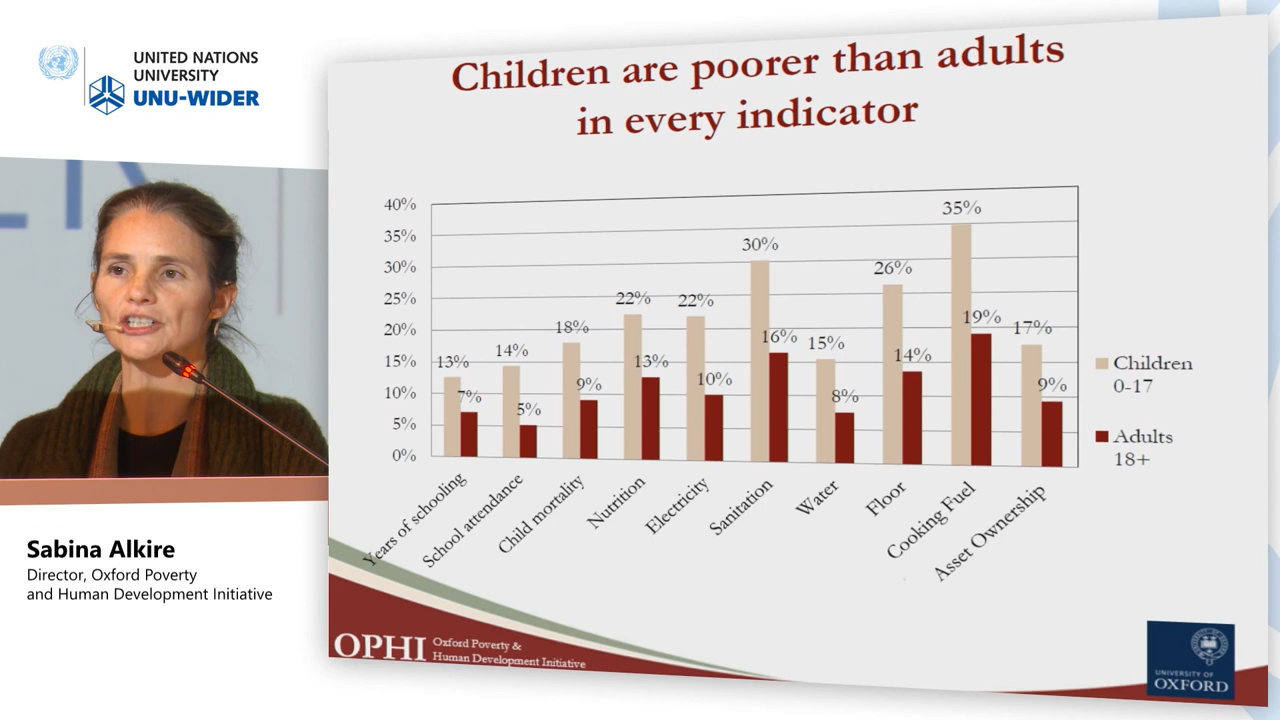 UNITED NATIONS
UNIVERSITY
UNU-WIDER
Sabina Alkire
Director, Oxford Poverty
and Human Development Initiative
Children are poorer than adults
in every indicator
40%
35%
30%
25%
20%
15%
10%
5%
0%
13%
7%
14%
5%
18%
9%
22%
13%
22%
10%
30%
16%
15%
8%
26%
14%
35%
19%
17%
9%
Years of schooling
School attendance
Child mortality
Nutrition
Electricity
Sanitation
Water
Floor
Cooking Fuel
Asset Ownership
Children
0-17
Adults
18+
OPHI
Oxford Poverty &
Human Development Initiative
UNIVERSITY OF
OXFORD